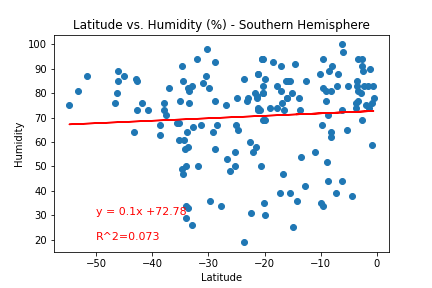 Latitude vs. Humidity (%) - Southern Hemisphere
100
90
80
70
60
50
40
30
20
Humidity
y = 0.1x +72.78
R^2=0.073
−50 −40 −30 −20 −10 0
Latitude